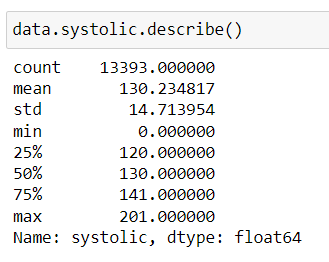 data.systolic.describe()
count 13393.000000
mean 130.234817
std 14.713954
min 0.000000
25% 120.000000
50% 130.000000
75% 141.000000
max 201.000000
Name: systolic, dtype: float64